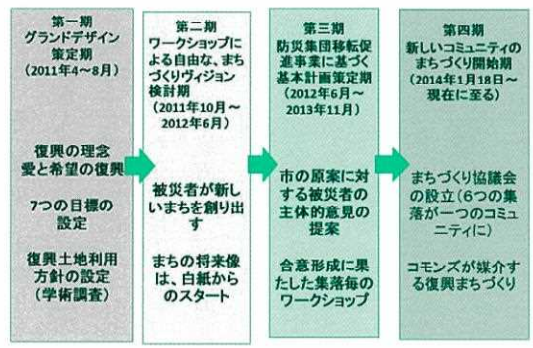 第一期
グランドデザイン
策定期
(2011年4～8月)
復興の理念
愛と希望の復興
7つの目標の
設定
復興土地利用
方針の設定
(学術調査)
第二期
ワークショップに
よる自由な、まち
づくりヴィジョン
検討期
(2011年10月～
2012年6月)
被災者が新し
いまちを創り出
す
まちの将来像
は、白紙から
のスタート
第三期
防災集団移転促
進事業に基づく
基本計画策定期
(2012年6月～
2013年11月)
市の原案に対
する被災者の
主体的意見の
提案
合意形成に果
たした集落毎の
ワークショップ
第四期
新しいコミュニティの
まちづくり開始期
(2014年1月18日～
現在に至る)
まちづくり協議会
の設立(6つの集
落が一つのコミュ
ニティに)
コモンズが媒介す
る復興まちづくり